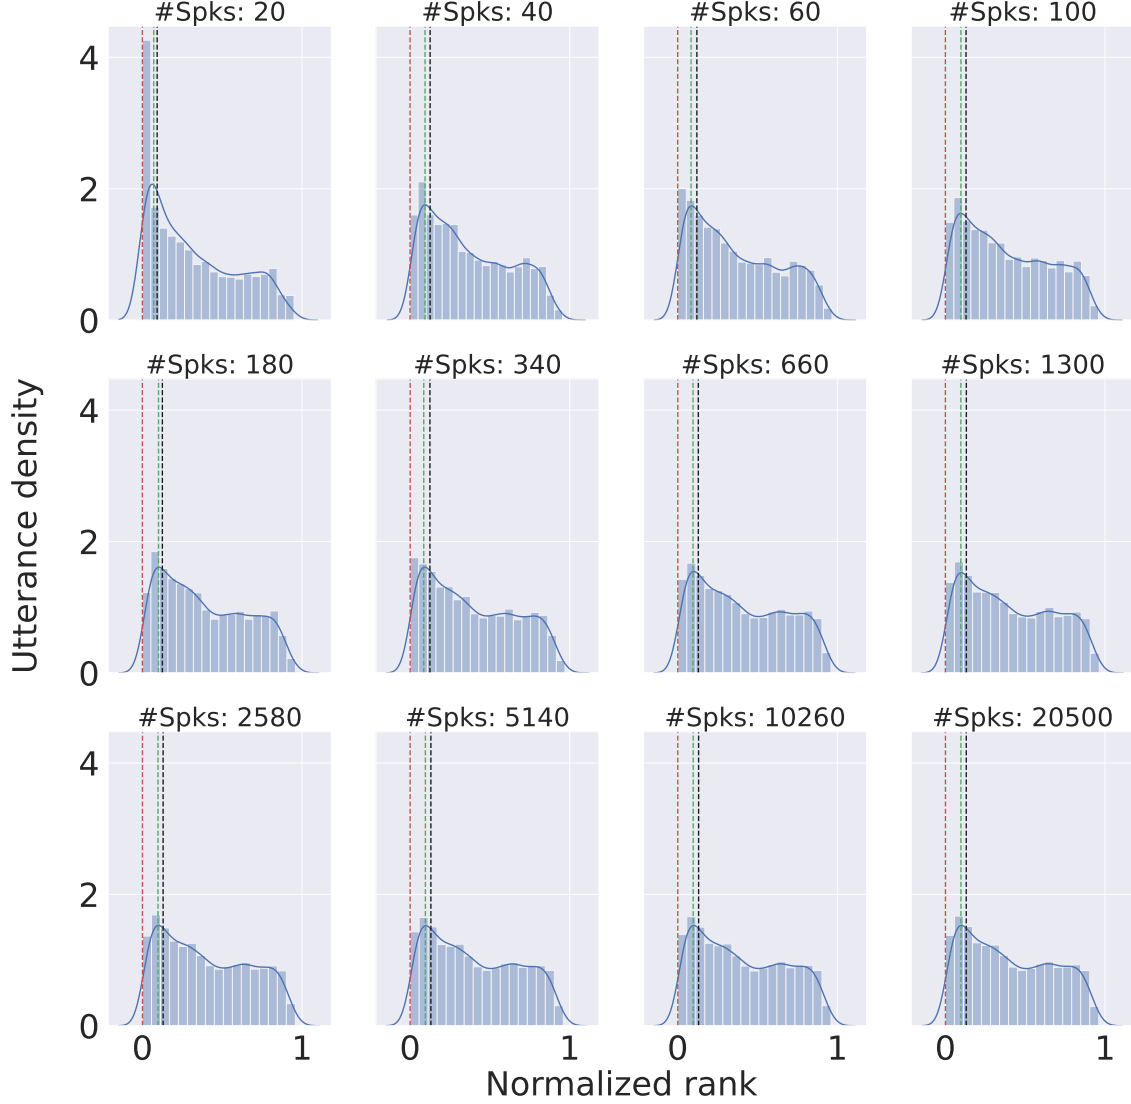 #Spks: 20
#Spks: 40
#Spks: 60
#Spks: 100
4
2
0
#Spks: 180
#Spks: 340
#Spks: 660
#Spks: 1300
4
2
0
Utterance density
#Spks: 2580
#Spks: 5140
#Spks: 10260
#Spks: 20500
4
2
0
0 1
0 1
0 1
0 1
Normalized rank